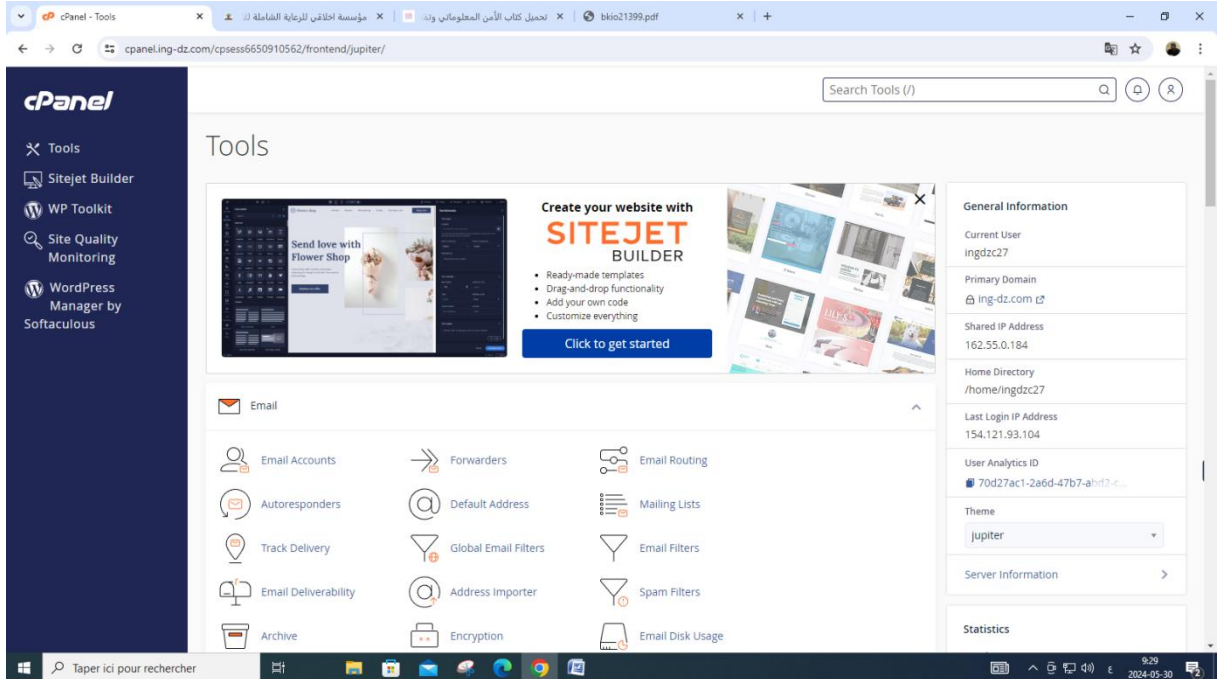 cPanel - Tools
مؤسسة اخلاقي للرعاية الشاملة لل
تحميل كتاب الأمن المعلوماتي وتد
bkio21399.pdf
cpanel.ing-dz.com/cpsess6650910562/frontend/jupiter/
cPanel
Search Tools (/)
Tools
Sitejet Builder
WP Toolkit
Site Quality
Monitoring
WordPress
Manager by
Softaculous
Tools
Send love with
Flower Shop
Create your website with
SITEJET
BUILDER
Ready-made templates
Drag-and-drop functionality
Add your own code
Customize everything
Click to get started
LILY'S
Email
Email Accounts
Forwarders
Email Routing
Autoresponders
Default Address
Mailing Lists
Track Delivery
Global Email Filters
Email Filters
Email Deliverability
Address Importer
Spam Filters
Archive
Encryption
Email Disk Usage
General Information
Current User
ingdzc27
Primary Domain
ing-dz.com
Shared IP Address
162.55.0.184
Home Directory
/home/ingdzc27
Last Login IP Address
154.121.93.104
User Analytics ID
70d27ac1-2a6d-47b7-abd2-c...
Theme
jupiter
Server Information
Statistics
Taper ici pour rechercher
ع
9:29
2024-05-30
2